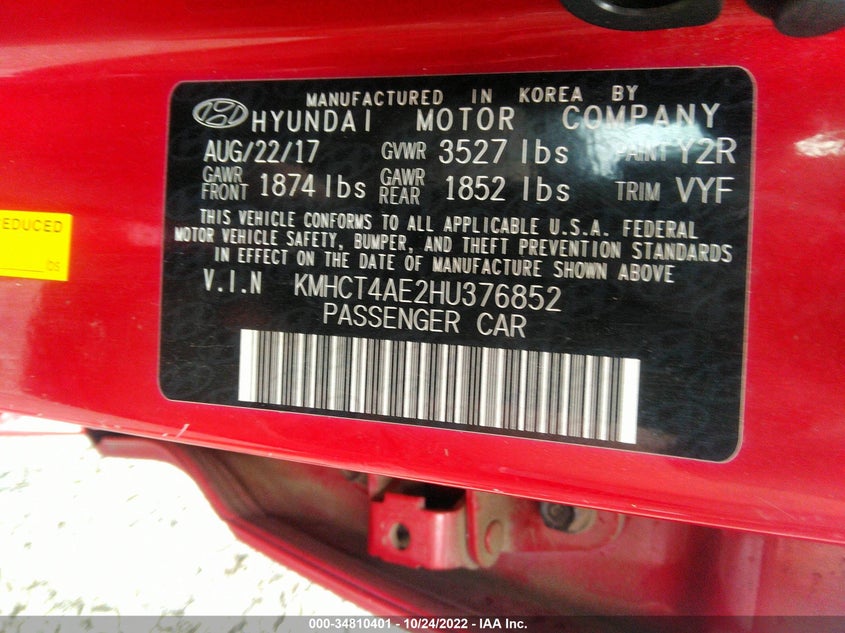 MANUFACTURED IN KOREA BY
HYUNDAI MOTOR COMPANY
AUG/22/17 GVWR 3527 lbs PAINT Y2R
GAWR FRONT 1874 lbs GAWR REAR 1852 lbs TRIM VYF
THIS VEHICLE CONFORMS TO ALL APPLICABLE U.S.A. FEDERAL
MOTOR VEHICLE SAFETY, BUMPER, AND THEFT PREVENTION STANDARDS
IN EFFECT ON THE DATE OF MANUFACTURE SHOWN ABOVE
V.I.N KMHCT4AE2HU376852
PASSENGER CAR
REDUCED
lbs
000-34810401 - 10/24/2022 - IAA Inc.